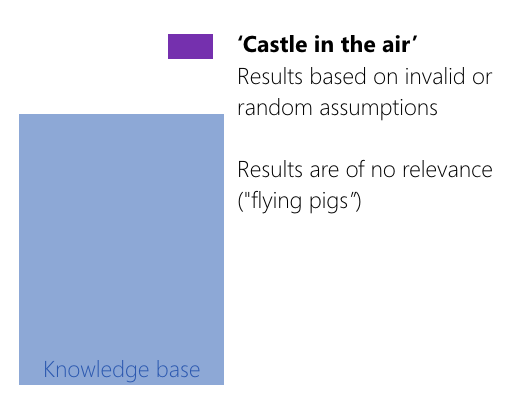 ‘Castle in the air’
Results based on invalid or
random assumptions
Results are of no relevance
("flying pigs”)
Knowledge base